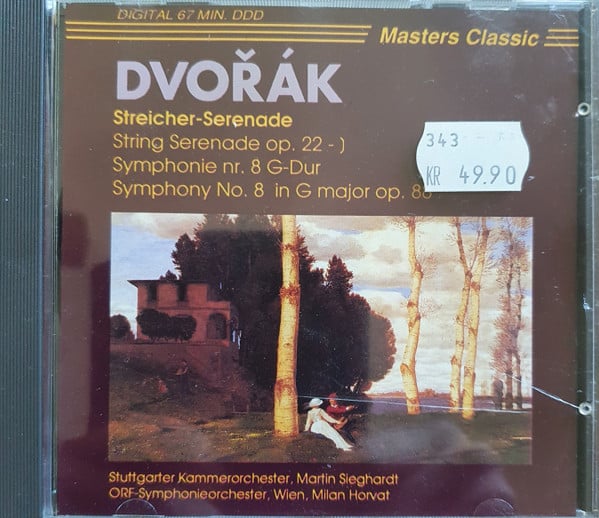 DIGITAL 67 MIN. DDD
Masters Classic
DVOŘÁK
Streicher-Serenade
String Serenade op. 22 -
Symphonie nr. 8 G-Dur
Symphony No. 8 in G major op.
343
KR 49.90
Stuttgarter Kammerorchester, Martin Sieghardt
ORF-Symphonieorchester, Wien, Milan Horvat